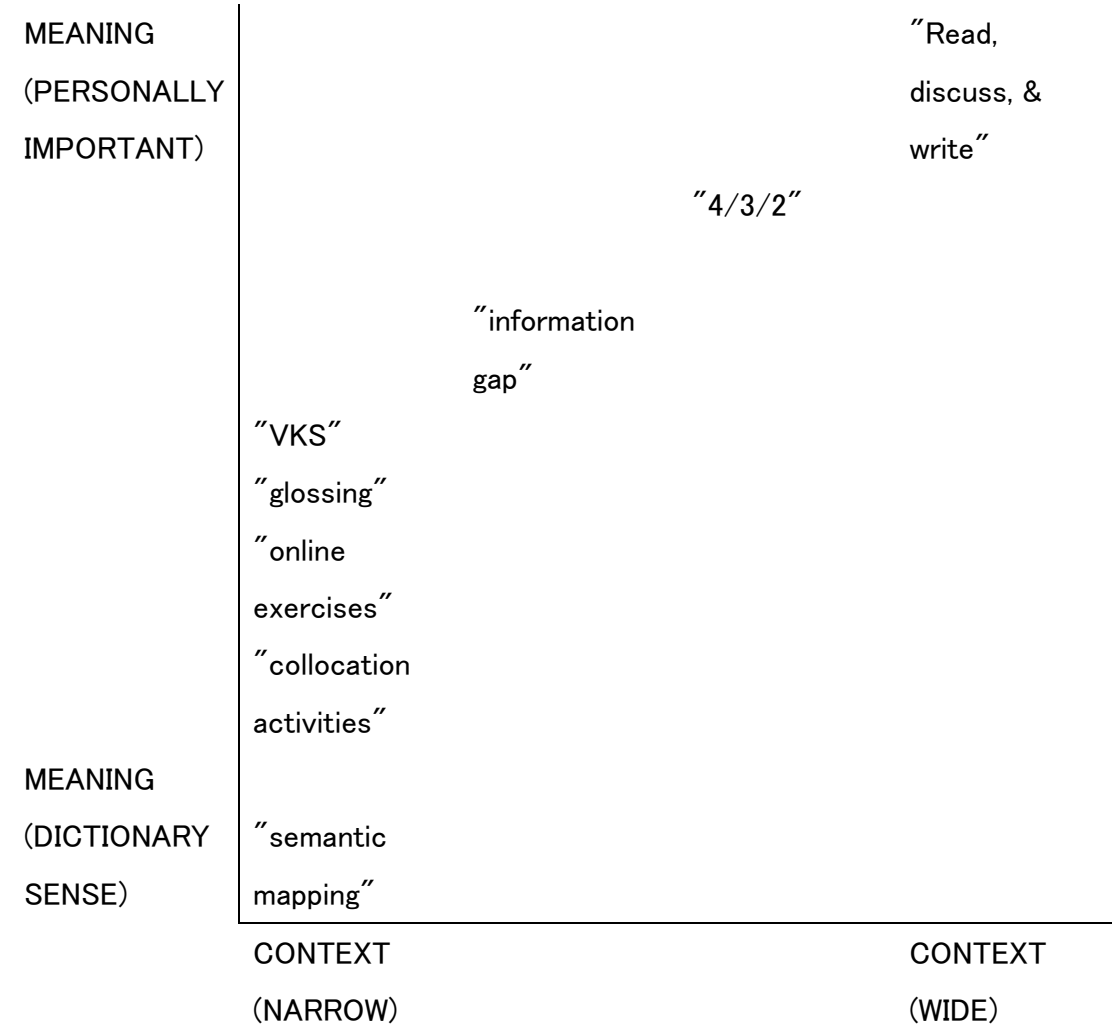 MEANING "Read,
(PERSONALLY discuss, &
IMPORTANT) write"
"4/3/2"
"information
gap"
"VKS"
"glossing"
"online
exercises"
"collocation
activities"
MEANING
(DICTIONARY "semantic
SENSE) mapping"
CONTEXT CONTEXT
(NARROW) (WIDE)